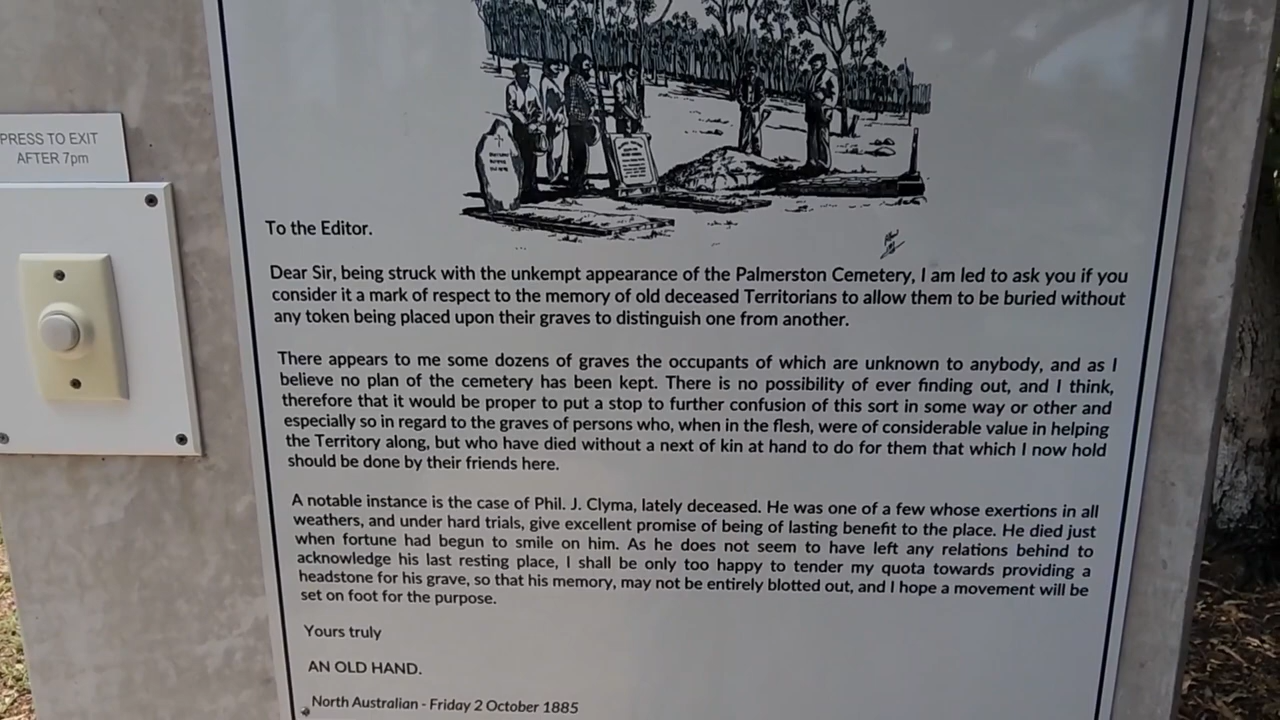 PRESS TO EXIT
AFTER 7pm
To the Editor.
Dear Sir, being struck with the unkempt appearance of the Palmerston Cemetery, I am led to ask you if you
consider it a mark of respect to the memory of old deceased Territorians to allow them to be buried without
any token being placed upon their graves to distinguish one from another.
There appears to me some dozens of graves the occupants of which are unknown to anybody, and as I
believe no plan of the cemetery has been kept. There is no possibility of ever finding out, and I think,
therefore that it would be proper to put a stop to further confusion of this sort in some way or other and
especially so in regard to the graves of persons who, when in the flesh, were of considerable value in helping
the Territory along, but who have died without a next of kin at hand to do for them that which I now hold
should be done by their friends here.
A notable instance is the case of Phil. J. Clyma, lately deceased. He was one of a few whose exertions in all
weathers, and under hard trials, give excellent promise of being of lasting benefit to the place. He died just
when fortune had begun to smile on him. As he does not seem to have left any relations behind to
acknowledge his last resting place, I shall be only too happy to tender my quota towards providing a
headstone for his grave, so that his memory, may not be entirely blotted out, and I hope a movement will be
set on foot for the purpose.
Yours truly
AN OLD HAND.
North Australian - Friday 2 October 1885